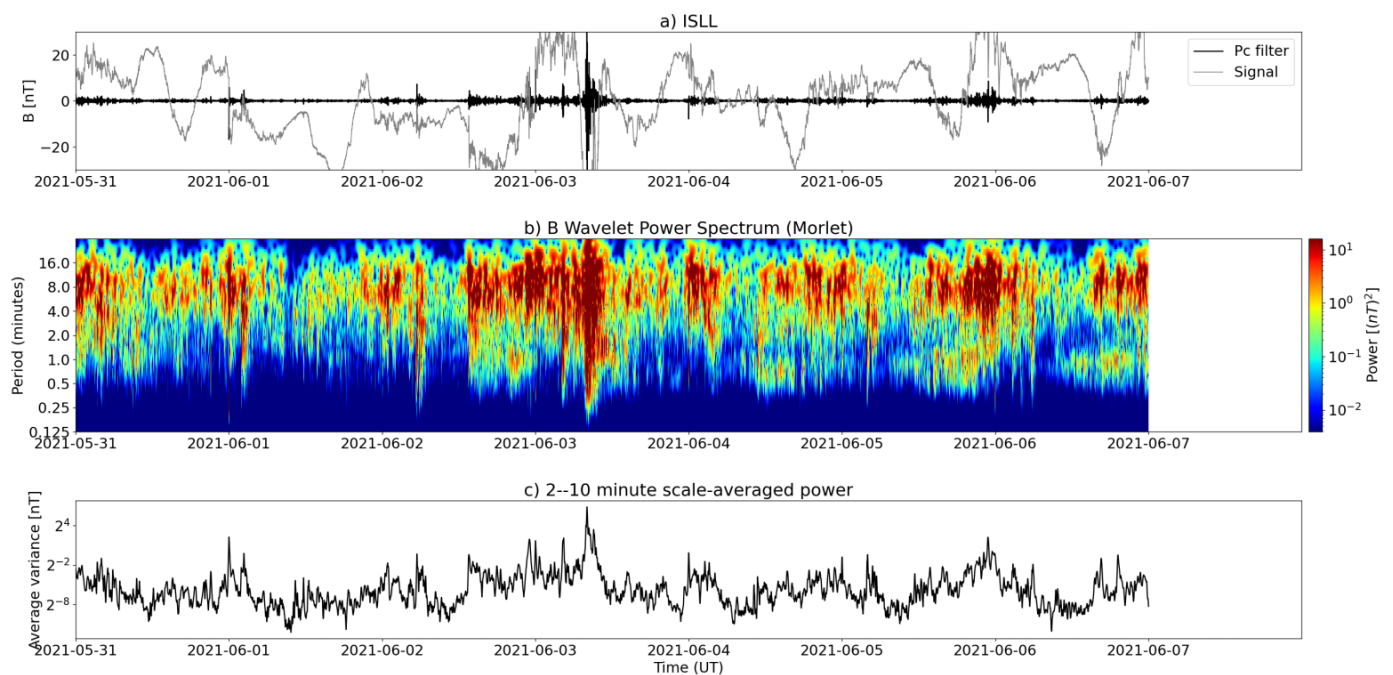 a) ISLL
B [nT]
20
0
−20
Pc filter
Signal
2021-05-31 2021-06-01 2021-06-02 2021-06-03 2021-06-04 2021-06-05 2021-06-06 2021-06-07
b) B Wavelet Power Spectrum (Morlet)
Period (minutes)
16.0
8.0
4.0
2.0
1.0
0.5
0.25
0.125
2021-05-31 2021-06-01 2021-06-02 2021-06-03 2021-06-04 2021-06-05 2021-06-06 2021-06-07
10¹
10⁰
10⁻¹
10⁻²
Power [(nT)²]
c) 2--10 minute scale-averaged power
Average variance [nT]
2⁴
2⁻²
2⁻⁸
2021-05-31 2021-06-01 2021-06-02 2021-06-03 2021-06-04 2021-06-05 2021-06-06 2021-06-07
Time (UT)